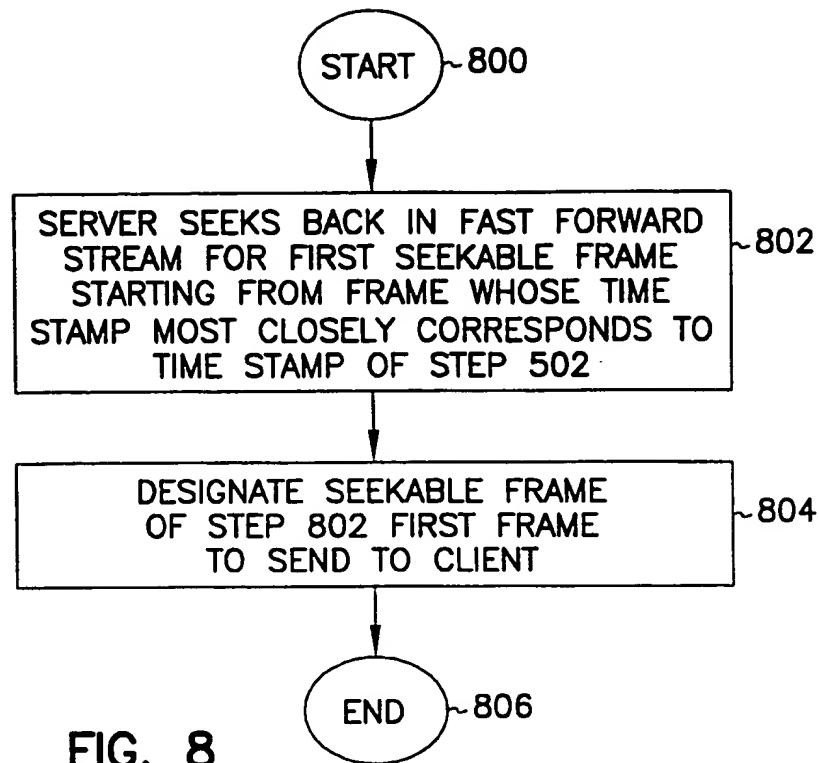 START
800
SERVER SEEKS BACK IN FAST FORWARD
STREAM FOR FIRST SEEKABLE FRAME
STARTING FROM FRAME WHOSE TIME
STAMP MOST CLOSELY CORRESPONDS TO
TIME STAMP OF STEP 502
802
DESIGNATE SEEKABLE FRAME
OF STEP 802 FIRST FRAME
TO SEND TO CLIENT
804
END
806
FIG. 8